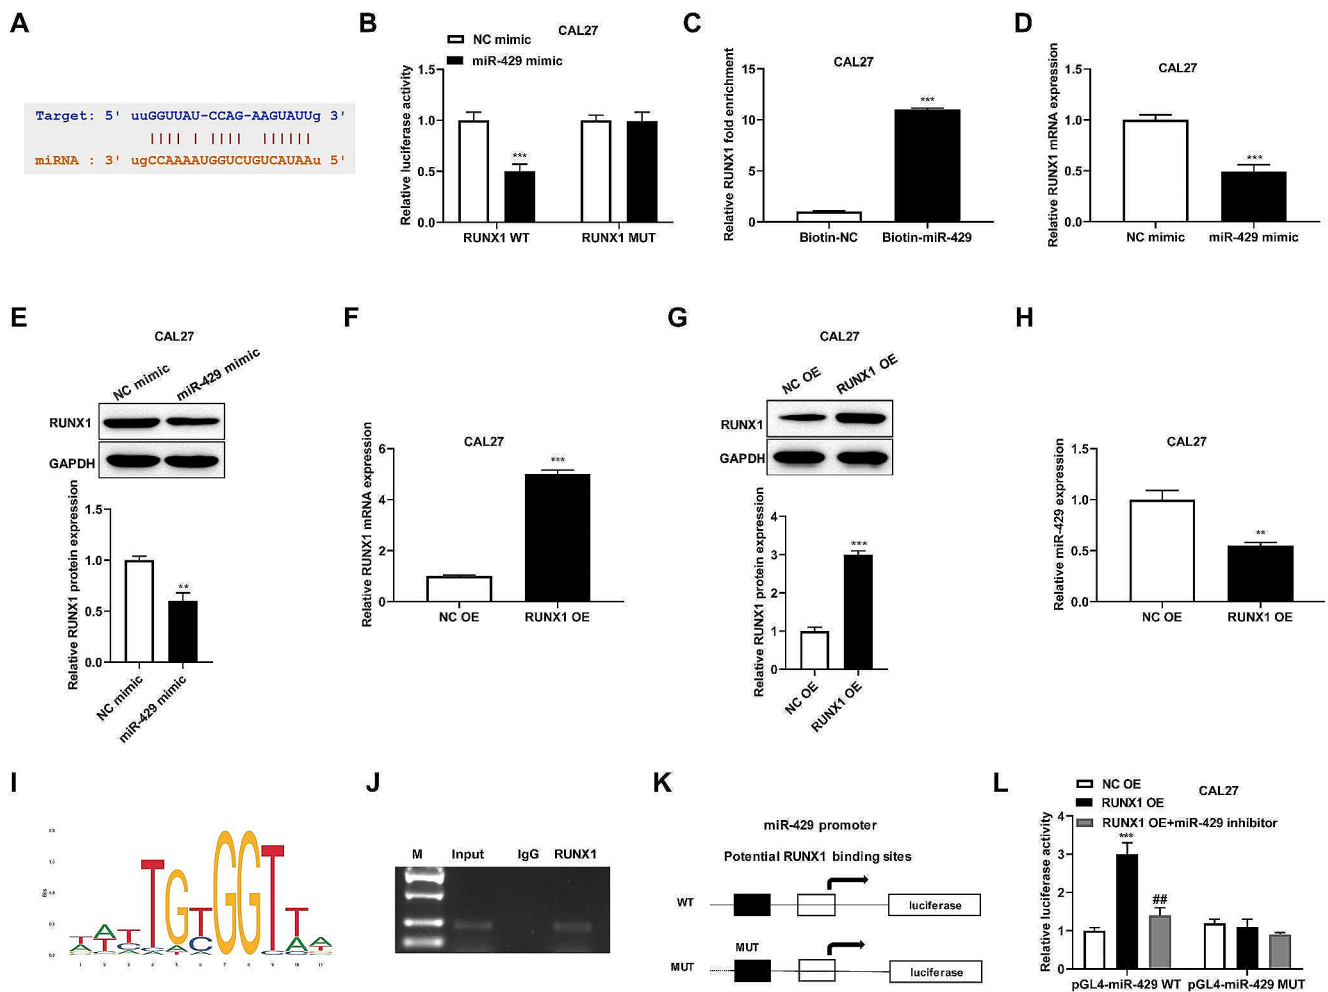 A
Target: 5' uuGGUUAU-CCAG-AAGUAUUg 3'
|||| | |||| ||||||
miRNA : 3' ugCCAAAAUGGUCUGUCAUAAu 5'
B
CAL27
NC mimic
miR-429 mimic
Relative luciferase activity
1.5
1.0
0.5
0.0
***
RUNX1 WT
RUNX1 MUT
C
CAL27
Relative RUNX1 fold enrichment
15
10
5
0
***
Biotin-NC
Biotin-miR-429
D
CAL27
Relative RUNX1 mRNA expression
1.5
1.0
0.5
0.0
***
NC mimic
miR-429 mimic
E
CAL27
NC mimic
miR-429 mimic
RUNX1
GAPDH
Relative RUNX1 protein expression
1.5
1.0
0.5
0.0
**
NC mimic
miR-429 mimic
F
CAL27
Relative RUNX1 mRNA expression
6
4
2
0
***
NC OE
RUNX1 OE
G
CAL27
NC OE
RUNX1 OE
RUNX1
GAPDH
Relative RUNX1 protein expression
4
3
2
1
0
***
NC OE
RUNX1 OE
H
CAL27
Relative miR-429 expression
1.5
1.0
0.5
0.0
**
NC OE
RUNX1 OE
I
J
M
Input
IgG
RUNX1
K
miR-429 promoter
Potential RUNX1 binding sites
WT
luciferase
MUT
MUT
luciferase
L
CAL27
NC OE
RUNX1 OE
RUNX1 OE+miR-429 inhibitor
Relative luciferase activity
4
3
2
1
0
***
##
pGL4-miR-429 WT
pGL4-miR-429 MUT